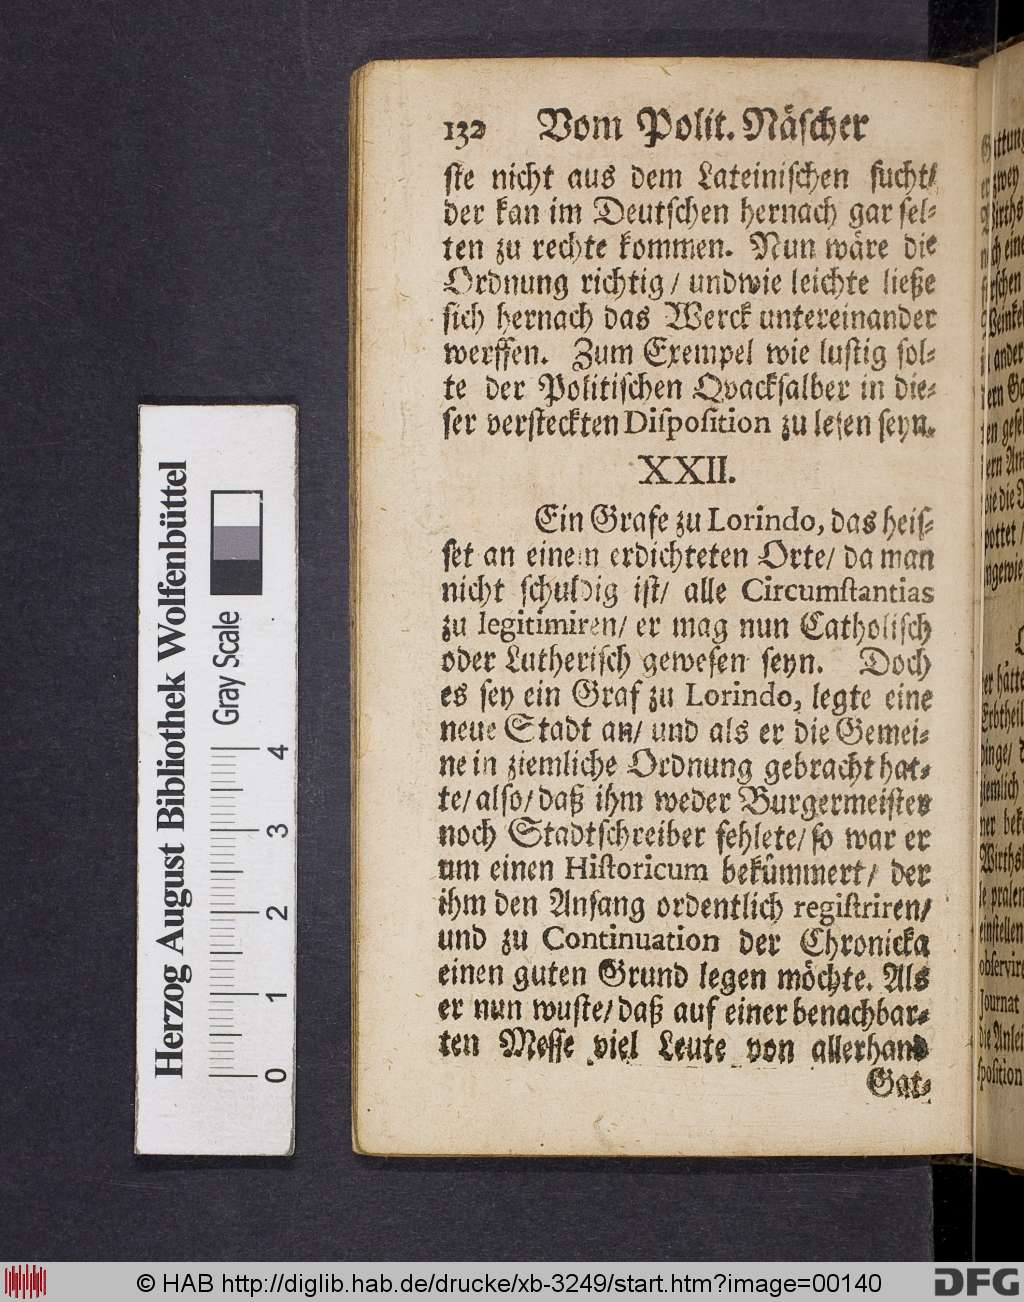 132 Vom Polit. Näscher
ste nicht aus dem Lateinischen sucht/
der kan im Deutschen hernach gar sel-
ten zu rechte kommen. Nun wäre die
Ordnung richtig / undwie leichte ließe
sich hernach das Werck untereinander
werffen. Zum Exempel wie lustig sol-
te der Politischen Qvacksalber in die-
ser versteckten Disposition zu lesen seyn.
XXII.
Ein Grafe zu Lorindo, das heis-
set an einem erdichteten Orte/ da man
nicht schuldig ist/ alle Circumstantias
zu legitimiren/ er mag nun Catholisch
oder Lutherisch gewesen seyn. Doch
es sey ein Graf zu Lorindo, legte eine
neue Stadt an/ und als er die Gemei-
ne in ziemliche Ordnung gebracht hat-
te/ also/ daß ihm weder Burgermeister
noch Stadtschreiber fehlete/ so war er
um einen Historicum bekümmert/ der
ihm den Anfang ordentlich registriren/
und zu Continuation der Chronicka
einen guten Grund legen möchte. Als
er nun wuste/ daß auf einer benachbar-
ten Messe viel Leute von allerhand
Gat-
Herzog August Bibliothek Wolfenbüttel
Gray Scale
0 1 2 3 4
© HAB http://diglib.hab.de/drucke/xb-3249/start.htm?image=00140
DFG